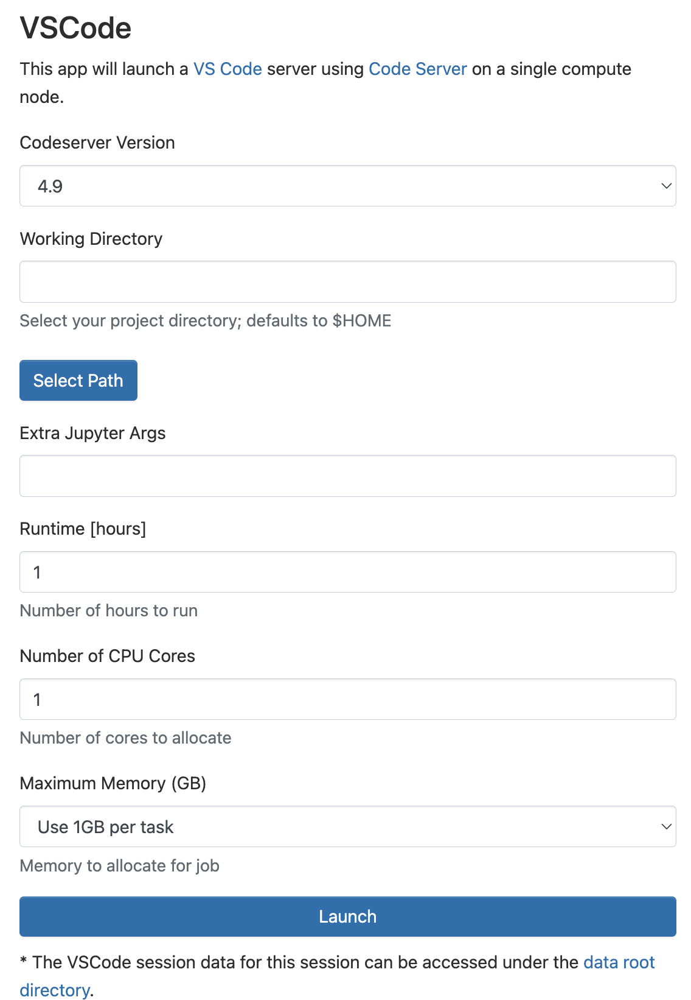 VSCode
This app will launch a VS Code server using Code Server on a single compute
node.
Codeserver Version
4.9
Working Directory
Select your project directory; defaults to $HOME
Select Path
Extra Jupyter Args
Runtime [hours]
1
Number of hours to run
Number of CPU Cores
1
Number of cores to allocate
Maximum Memory (GB)
Use 1GB per task
Memory to allocate for job
Launch
* The VSCode session data for this session can be accessed under the data root
directory.